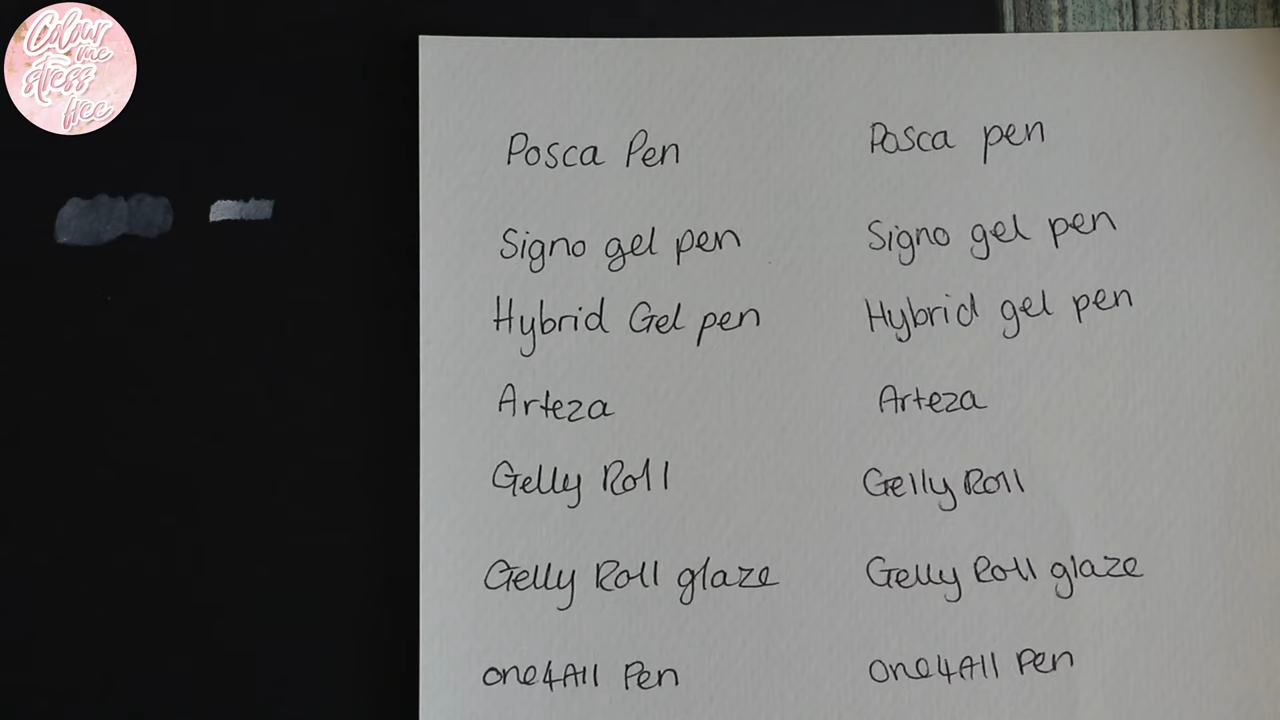 Colour
me
stress
free
Posca Pen Posca pen
Signo gel pen Signo gel pen
Hybrid Gel pen Hybrid gel pen
Arteza Arteza
Gelly Roll Gelly Roll
Gelly Roll glaze Gelly Roll glaze
One4All Pen One4All Pen